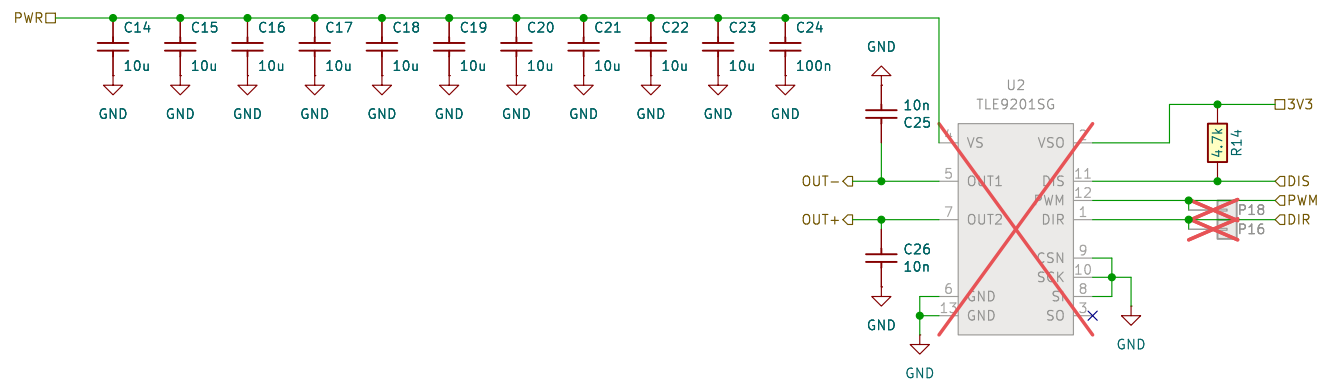 PWR
C14 C15 C16 C17 C18 C19 C20 C21 C22 C23 C24
10u 10u 10u 10u 10u 10u 10u 10u 10u 10u 100n
GND GND GND GND GND GND GND GND GND GND GND
GND
10n
C25
U2
TLE9201SG
4 VS VSO 2
3V3
4.7k
R14
OUT- 5 OUT1 DIS 11 DIS
PWM 12 PWM
P18
OUT+ 7 OUT2 DIR 1 DIR
P16
C26
10n
GND
CSN 9
SCK 10
6 GND SI 8
13 GND SO 3
GND
GND